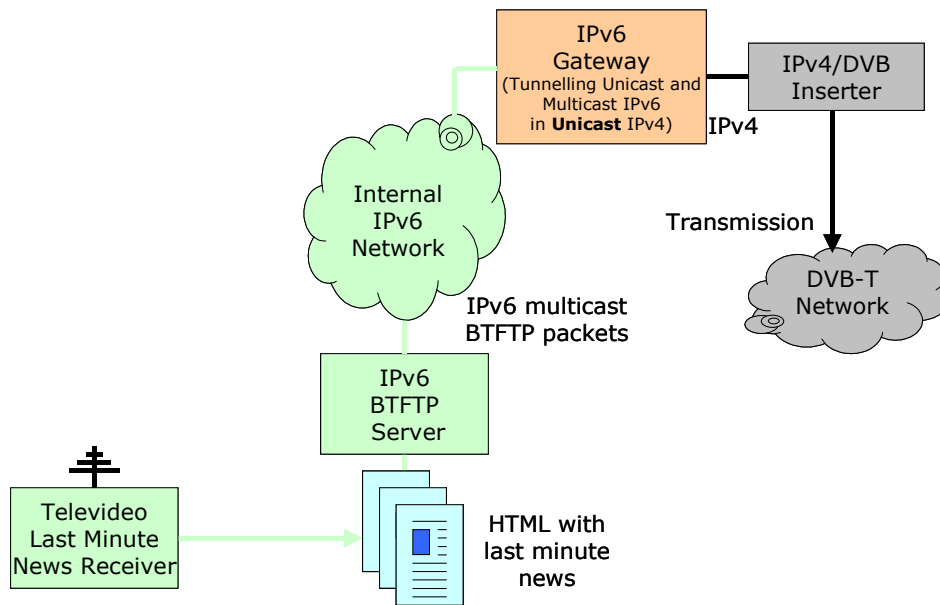 IPv6
Gateway
(Tunnelling Unicast and
Multicast IPv6
in Unicast IPv4)
IPv4
IPv4/DVB
Inserter
Transmission
DVB-T
Network
Internal
IPv6
Network
IPv6 multicast
BTFTP packets
IPv6
BTFTP
Server
Televideo
Last Minute
News Receiver
HTML with
last minute
news